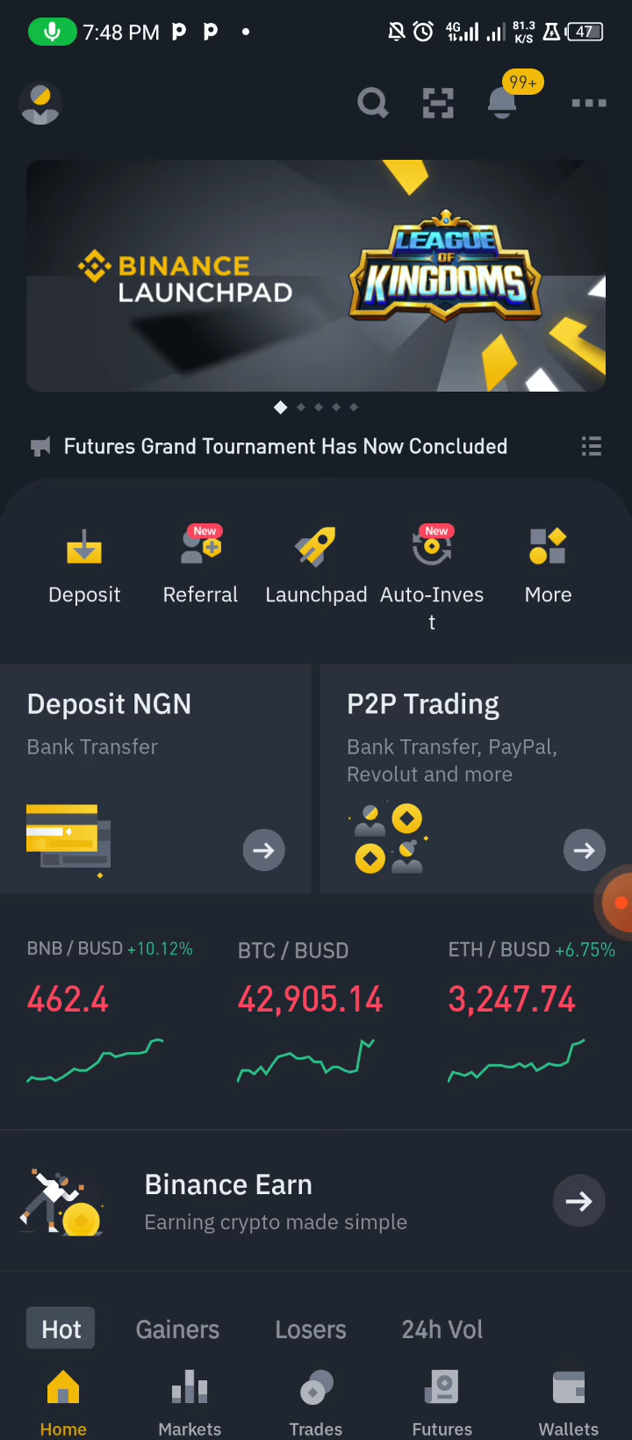 7:48 PM
4G
81.3
K/S
47
99+
BINANCE
LAUNCHPAD
LEAGUE
OF
KINGDOMS
Futures Grand Tournament Has Now Concluded
New
New
Deposit
Referral
Launchpad
Auto-Inves
t
More
Deposit NGN
Bank Transfer
P2P Trading
Bank Transfer, PayPal,
Revolut and more
BNB / BUSD +10.12%
BTC / BUSD
ETH / BUSD +6.75%
462.4
42,905.14
3,247.74
Binance Earn
Earning crypto made simple
Hot
Gainers
Losers
24h Vol
Home
Markets
Trades
Futures
Wallets